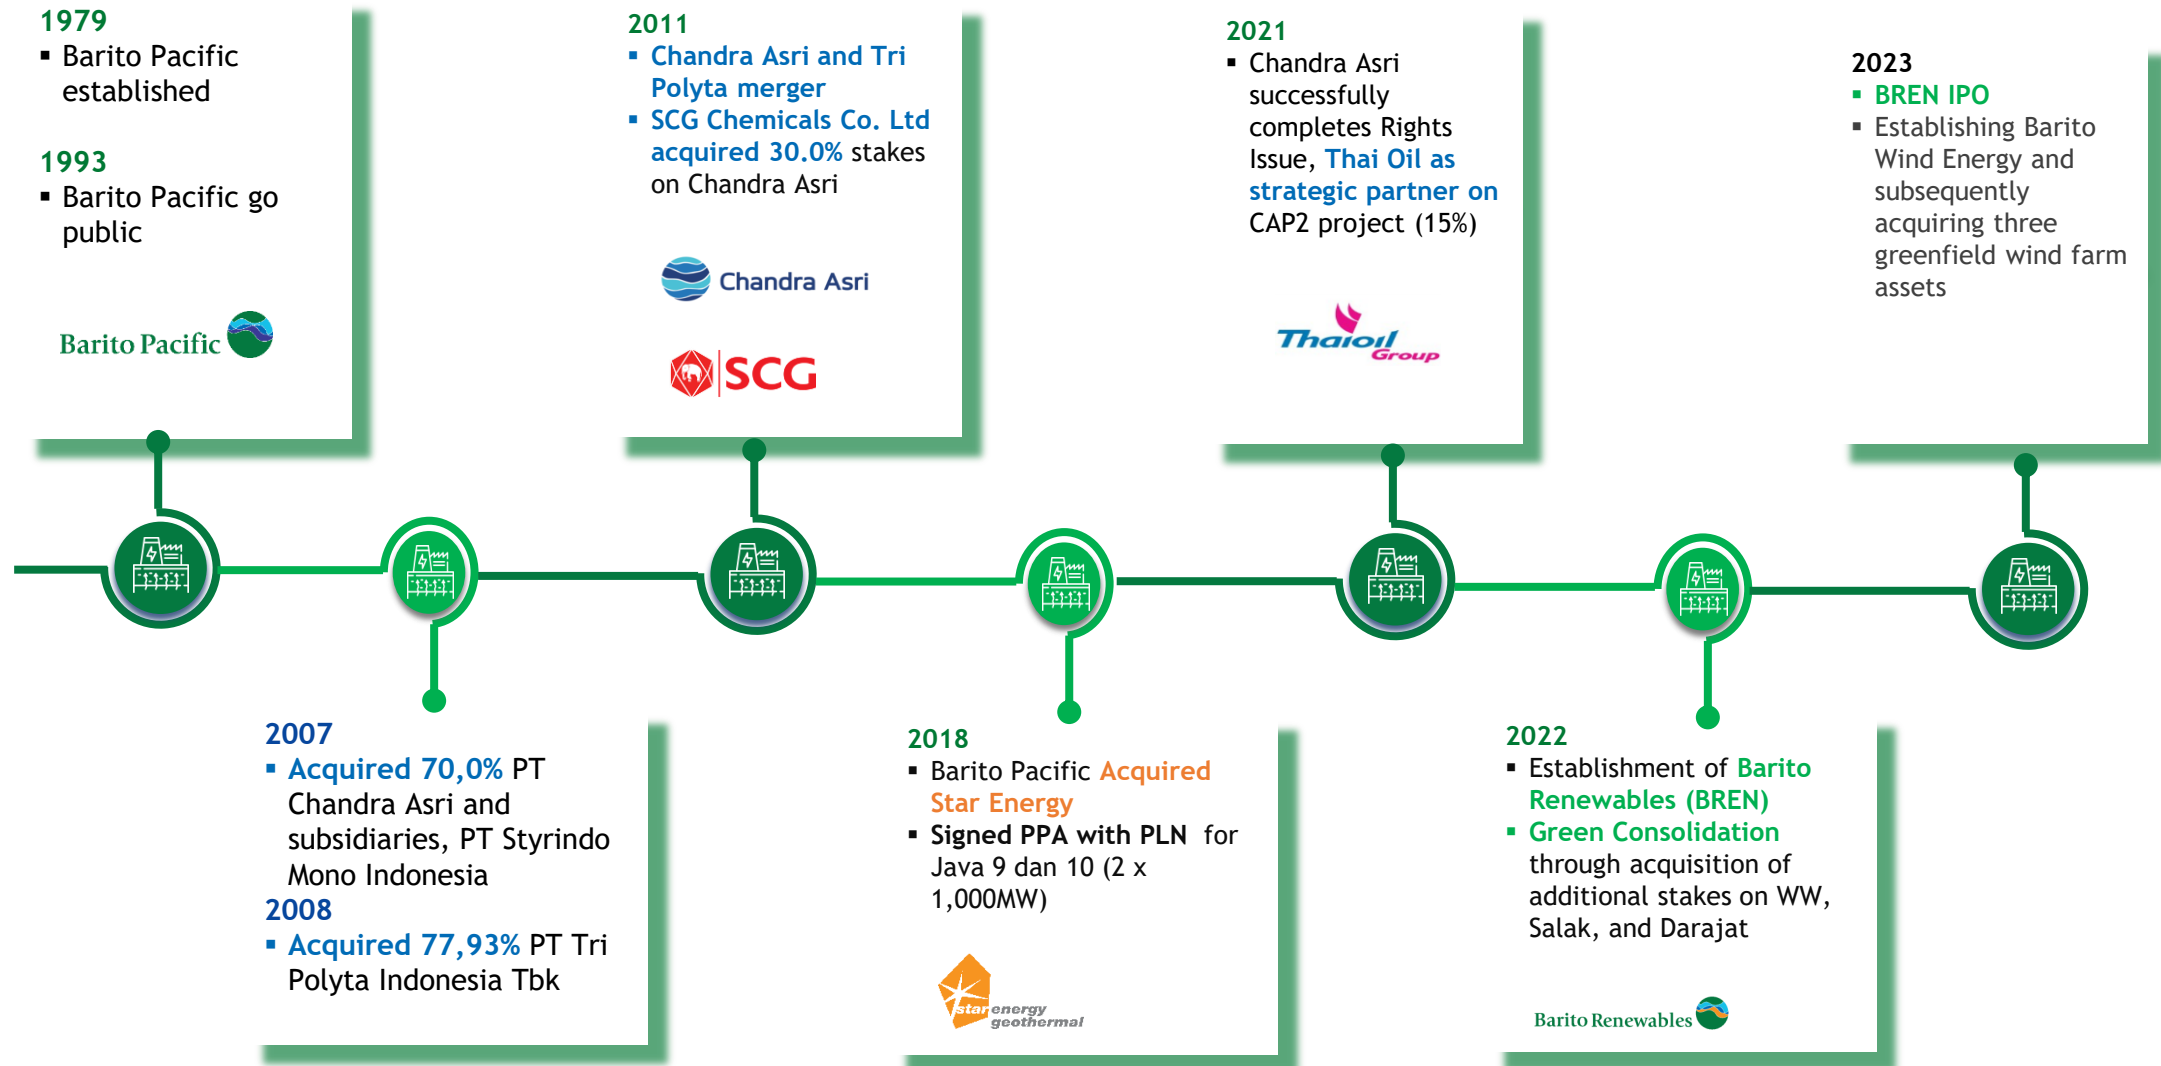 1979
▪ Barito Pacific
established
1993
▪ Barito Pacific go
public
Barito Pacific
2007
▪ Acquired 70,0% PT
Chandra Asri and
subsidiaries, PT Styrindo
Mono Indonesia
2008
▪ Acquired 77,93% PT Tri
Polyta Indonesia Tbk
2011
▪ Chandra Asri and Tri
Polyta merger
▪ SCG Chemicals Co. Ltd
acquired 30.0% stakes
on Chandra Asri
Chandra Asri
SCG
2018
▪ Barito Pacific Acquired
Star Energy
▪ Signed PPA with PLN for
Java 9 dan 10 (2 x
1,000MW)
star energy
geothermal
2021
▪ Chandra Asri
successfully
completes Rights
Issue, Thai Oil as
strategic partner on
CAP2 project (15%)
Thaioil
Group
2022
▪ Establishment of Barito
Renewables (BREN)
▪ Green Consolidation
through acquisition of
additional stakes on WW,
Salak, and Darajat
Barito Renewables
2023
▪ BREN IPO
▪ Establishing Barito
Wind Energy and
subsequently
acquiring three
greenfield wind farm
assets